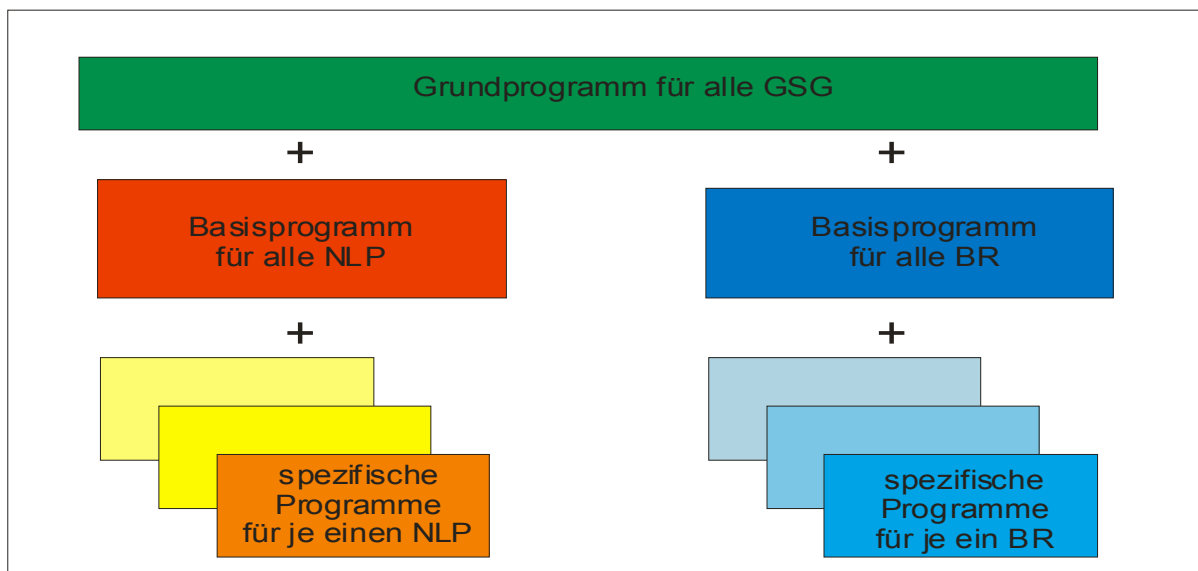 Grundprogramm für alle GSG
+ +
Basisprogramm
für alle NLP
Basisprogramm
für alle BR
+ +
spezifische
Programme
für je einen NLP
spezifische
Programme
für je ein BR